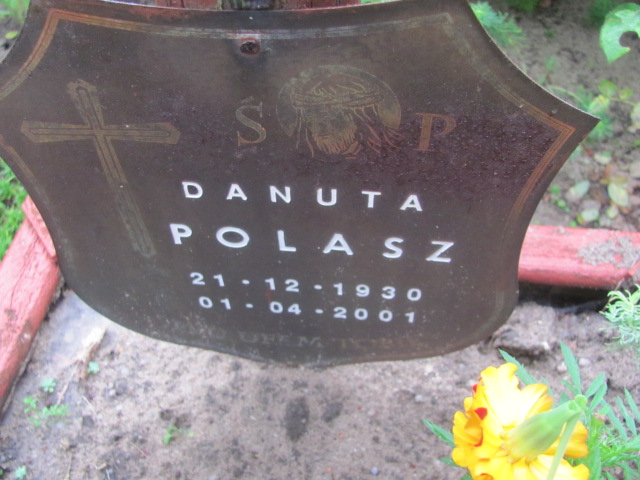 Ś P
DANUTA
POLASZ
21-12-1930
01-04-2001